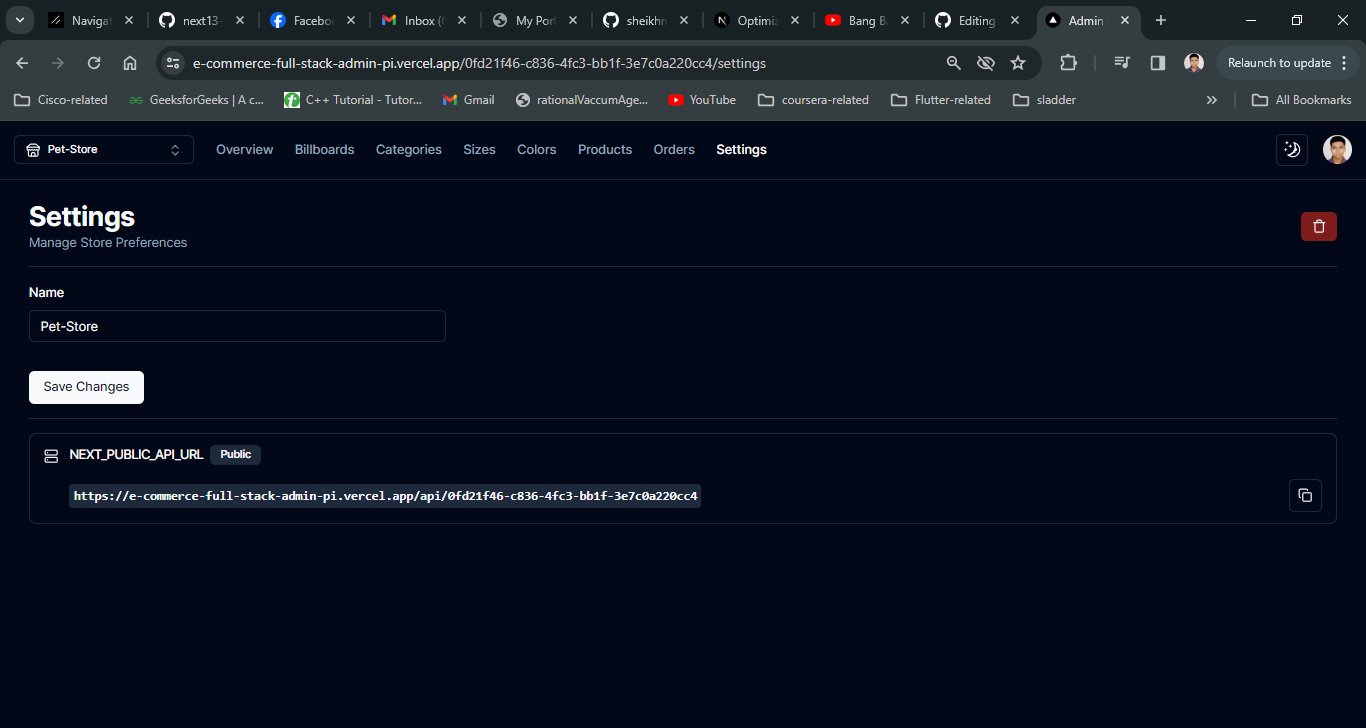 Navigat
next13-
Facebo
Inbox (
My Port
sheikhr
Optimiz
Bang B
Editing
Admin
e-commerce-full-stack-admin-pi.vercel.app/0fd21f46-c836-4fc3-bb1f-3e7c0a220cc4/settings
Relaunch to update
Cisco-related
GeeksforGeeks | A c...
C++ Tutorial - Tutor...
Gmail
rationalVaccumAge...
YouTube
coursera-related
Flutter-related
sladder
All Bookmarks
Pet-Store
Overview
Billboards
Categories
Sizes
Colors
Products
Orders
Settings
Settings
Manage Store Preferences
Name
Pet-Store
Save Changes
NEXT_PUBLIC_API_URL Public
https://e-commerce-full-stack-admin-pi.vercel.app/api/0fd21f46-c836-4fc3-bb1f-3e7c0a220cc4